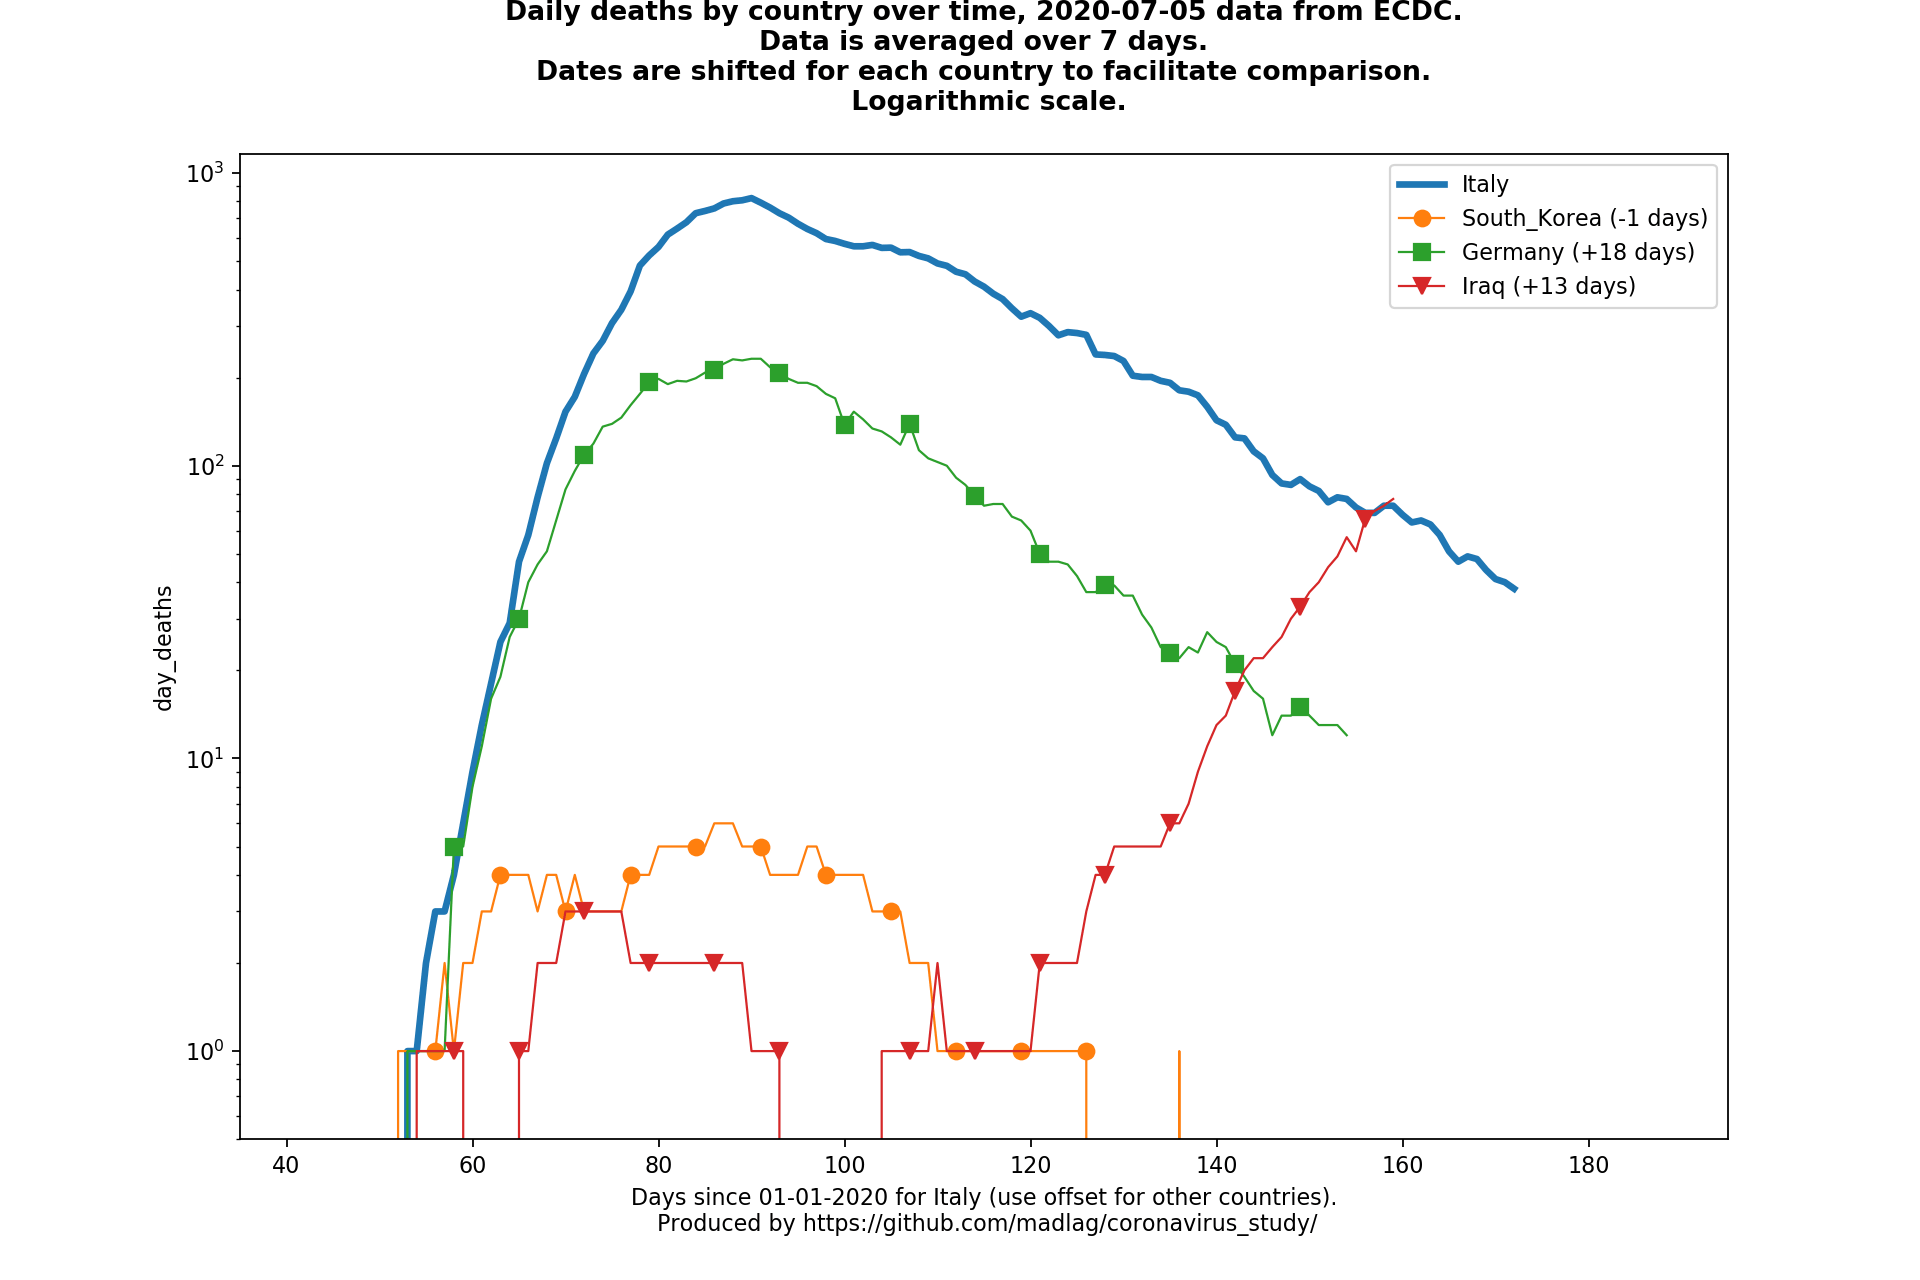 Daily deaths by country over time, 2020-07-05 data from ECDC.
Data is averaged over 7 days.
Dates are shifted for each country to facilitate comparison.
Logarithmic scale.
10³
10²
10¹
10⁰
day_deaths
Italy
South_Korea (-1 days)
Germany (+18 days)
Iraq (+13 days)
40 60 80 100 120 140 160 180
Days since 01-01-2020 for Italy (use offset for other countries).
Produced by https://github.com/madlag/coronavirus_study/